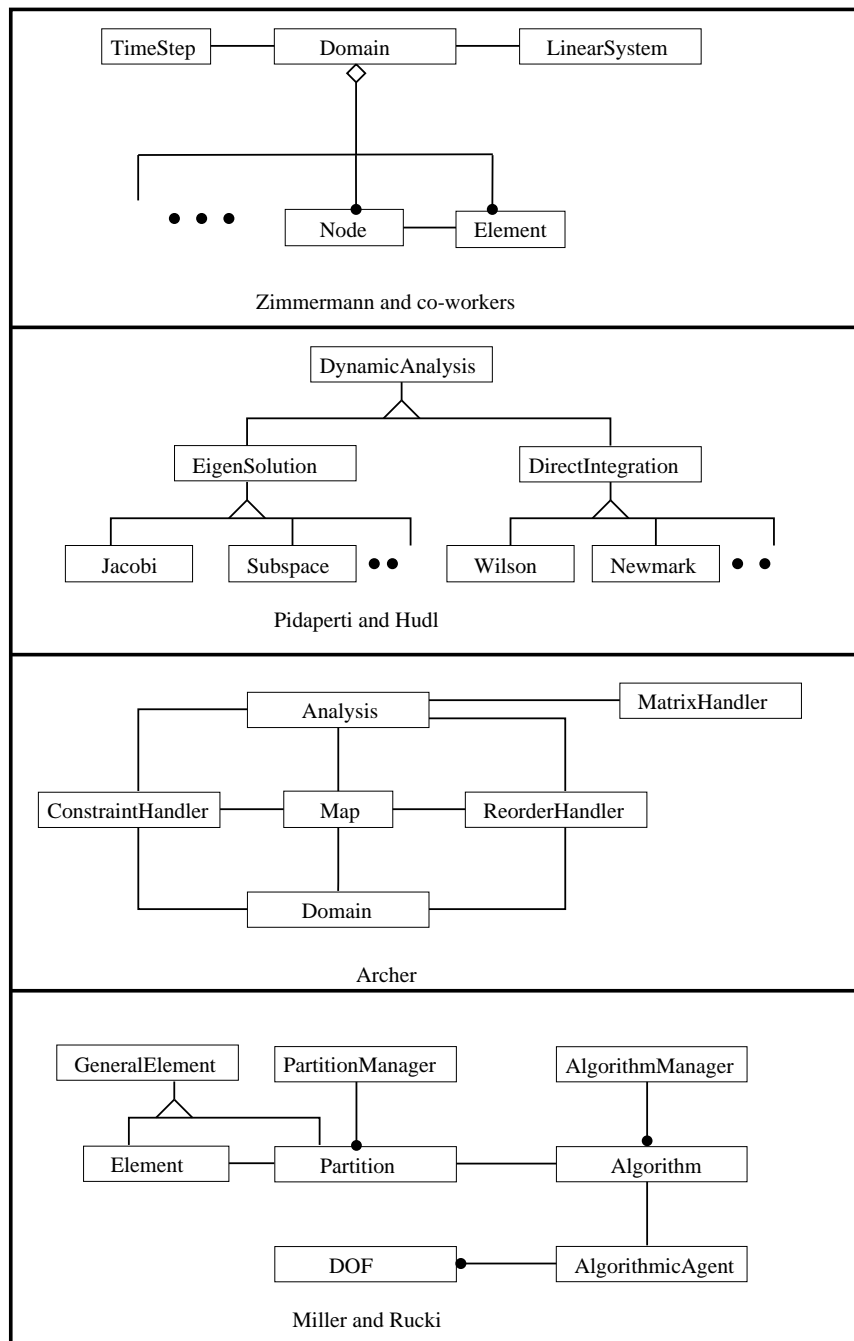 TimeStep
Domain
LinearSystem
Node
Element
Zimmermann and co-workers
DynamicAnalysis
EigenSolution
DirectIntegration
Jacobi
Subspace
Wilson
Newmark
Pidaperti and Hudl
Analysis
MatrixHandler
ConstraintHandler
Map
ReorderHandler
Domain
Archer
GeneralElement
PartitionManager
AlgorithmManager
Element
Partition
Algorithm
DOF
AlgorithmicAgent
Miller and Rucki